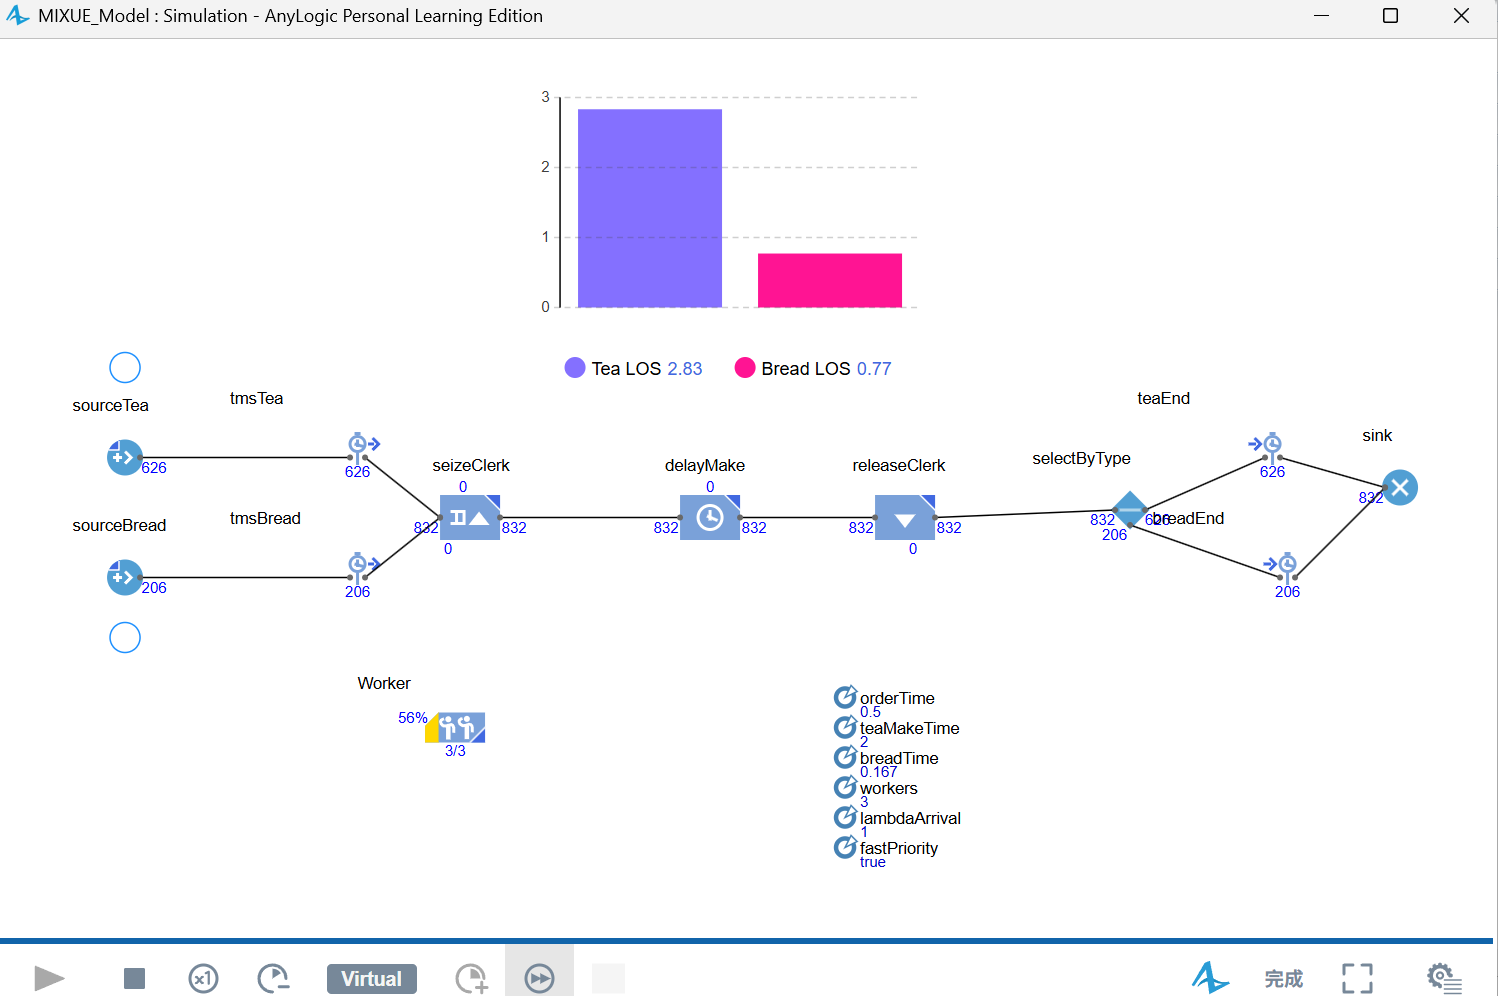 MIXUE_Model : Simulation - AnyLogic Personal Learning Edition
3
2
1
0
Tea LOS 2.83
Bread LOS 0.77
sourceTea
626
tmsTea
626
sourceBread
206
tmsBread
206
seizeClerk
0
832
832
0
delayMake
0
832
832
releaseClerk
832
832
0
selectByType
832
626
206
teaEnd
626
breadEnd
206
sink
832
Worker
56%
3/3
orderTime
0.5
teaMakeTime
2
breadTime
0.167
workers
3
lambdaArrival
1
fastPriority
true
x1
Virtual
完成